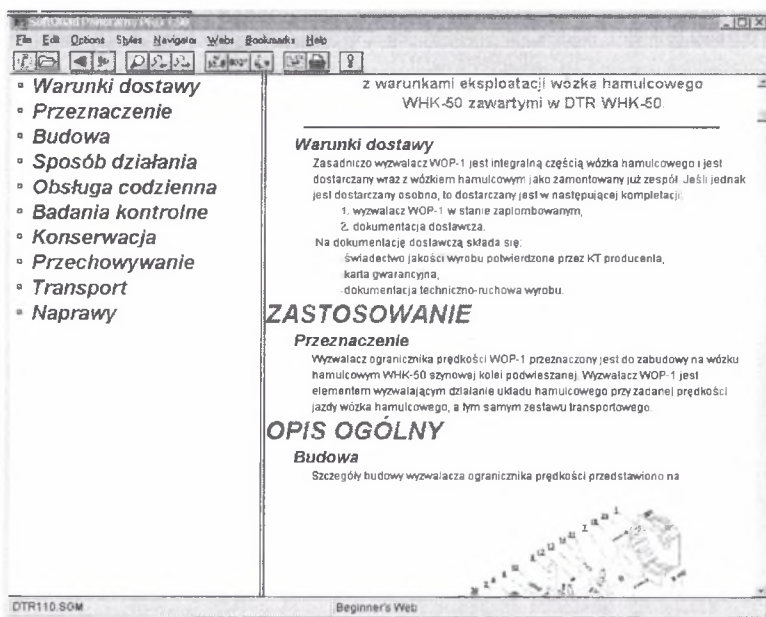 SoftQuad Panorama PRO 1.50
File Edit Options Styles Navigator Webs Bookmarks Help
Warunki dostawy
Przeznaczenie
Budowa
Sposób działania
Obsługa codzienna
Badania kontrolne
Konserwacja
Przechowywanie
Transport
Naprawy
z warunkami eksploatacji wózka hamulcowego
WHK-50 zawartymi w DTR WHK-50.
Warunki dostawy
Zasadniczo wyzwalacz WOP-1 jest integralną częścią wózka hamulcowego i jest
dostarczany wraz z wózkiem hamulcowym jako zamontowany już zespół. Jeśli jednak
jest dostarczany osobno, to dostarczany jest w następującej kompletacji:
1. wyzwalacz WOP-1 w stanie zaplombowanym,
2. dokumentacja dostawcza.
Na dokumentację dostawczą składa się:
-świadectwo jakości wyrobu potwierdzone przez KT producenta,
-karta gwarancyjna,
-dokumentacja techniczno-ruchowa wyrobu.
ZASTOSOWANIE
Przeznaczenie
Wyzwalacz ogranicznika prędkości WOP-1 przeznaczony jest do zabudowy na wózku
hamulcowym WHK-50 szynowej kolei podwieszanej. Wyzwalacz WOP-1 jest
elementem wyzwalającym działanie układu hamulcowego przy zadanej prędkości
jazdy wózka hamulcowego, a tym samym zestawu transportowego.
OPIS OGÓLNY
Budowa
Szczegóły budowy wyzwalacza ogranicznika prędkości przedstawiono na
DTR110.SGM
Beginner's Web